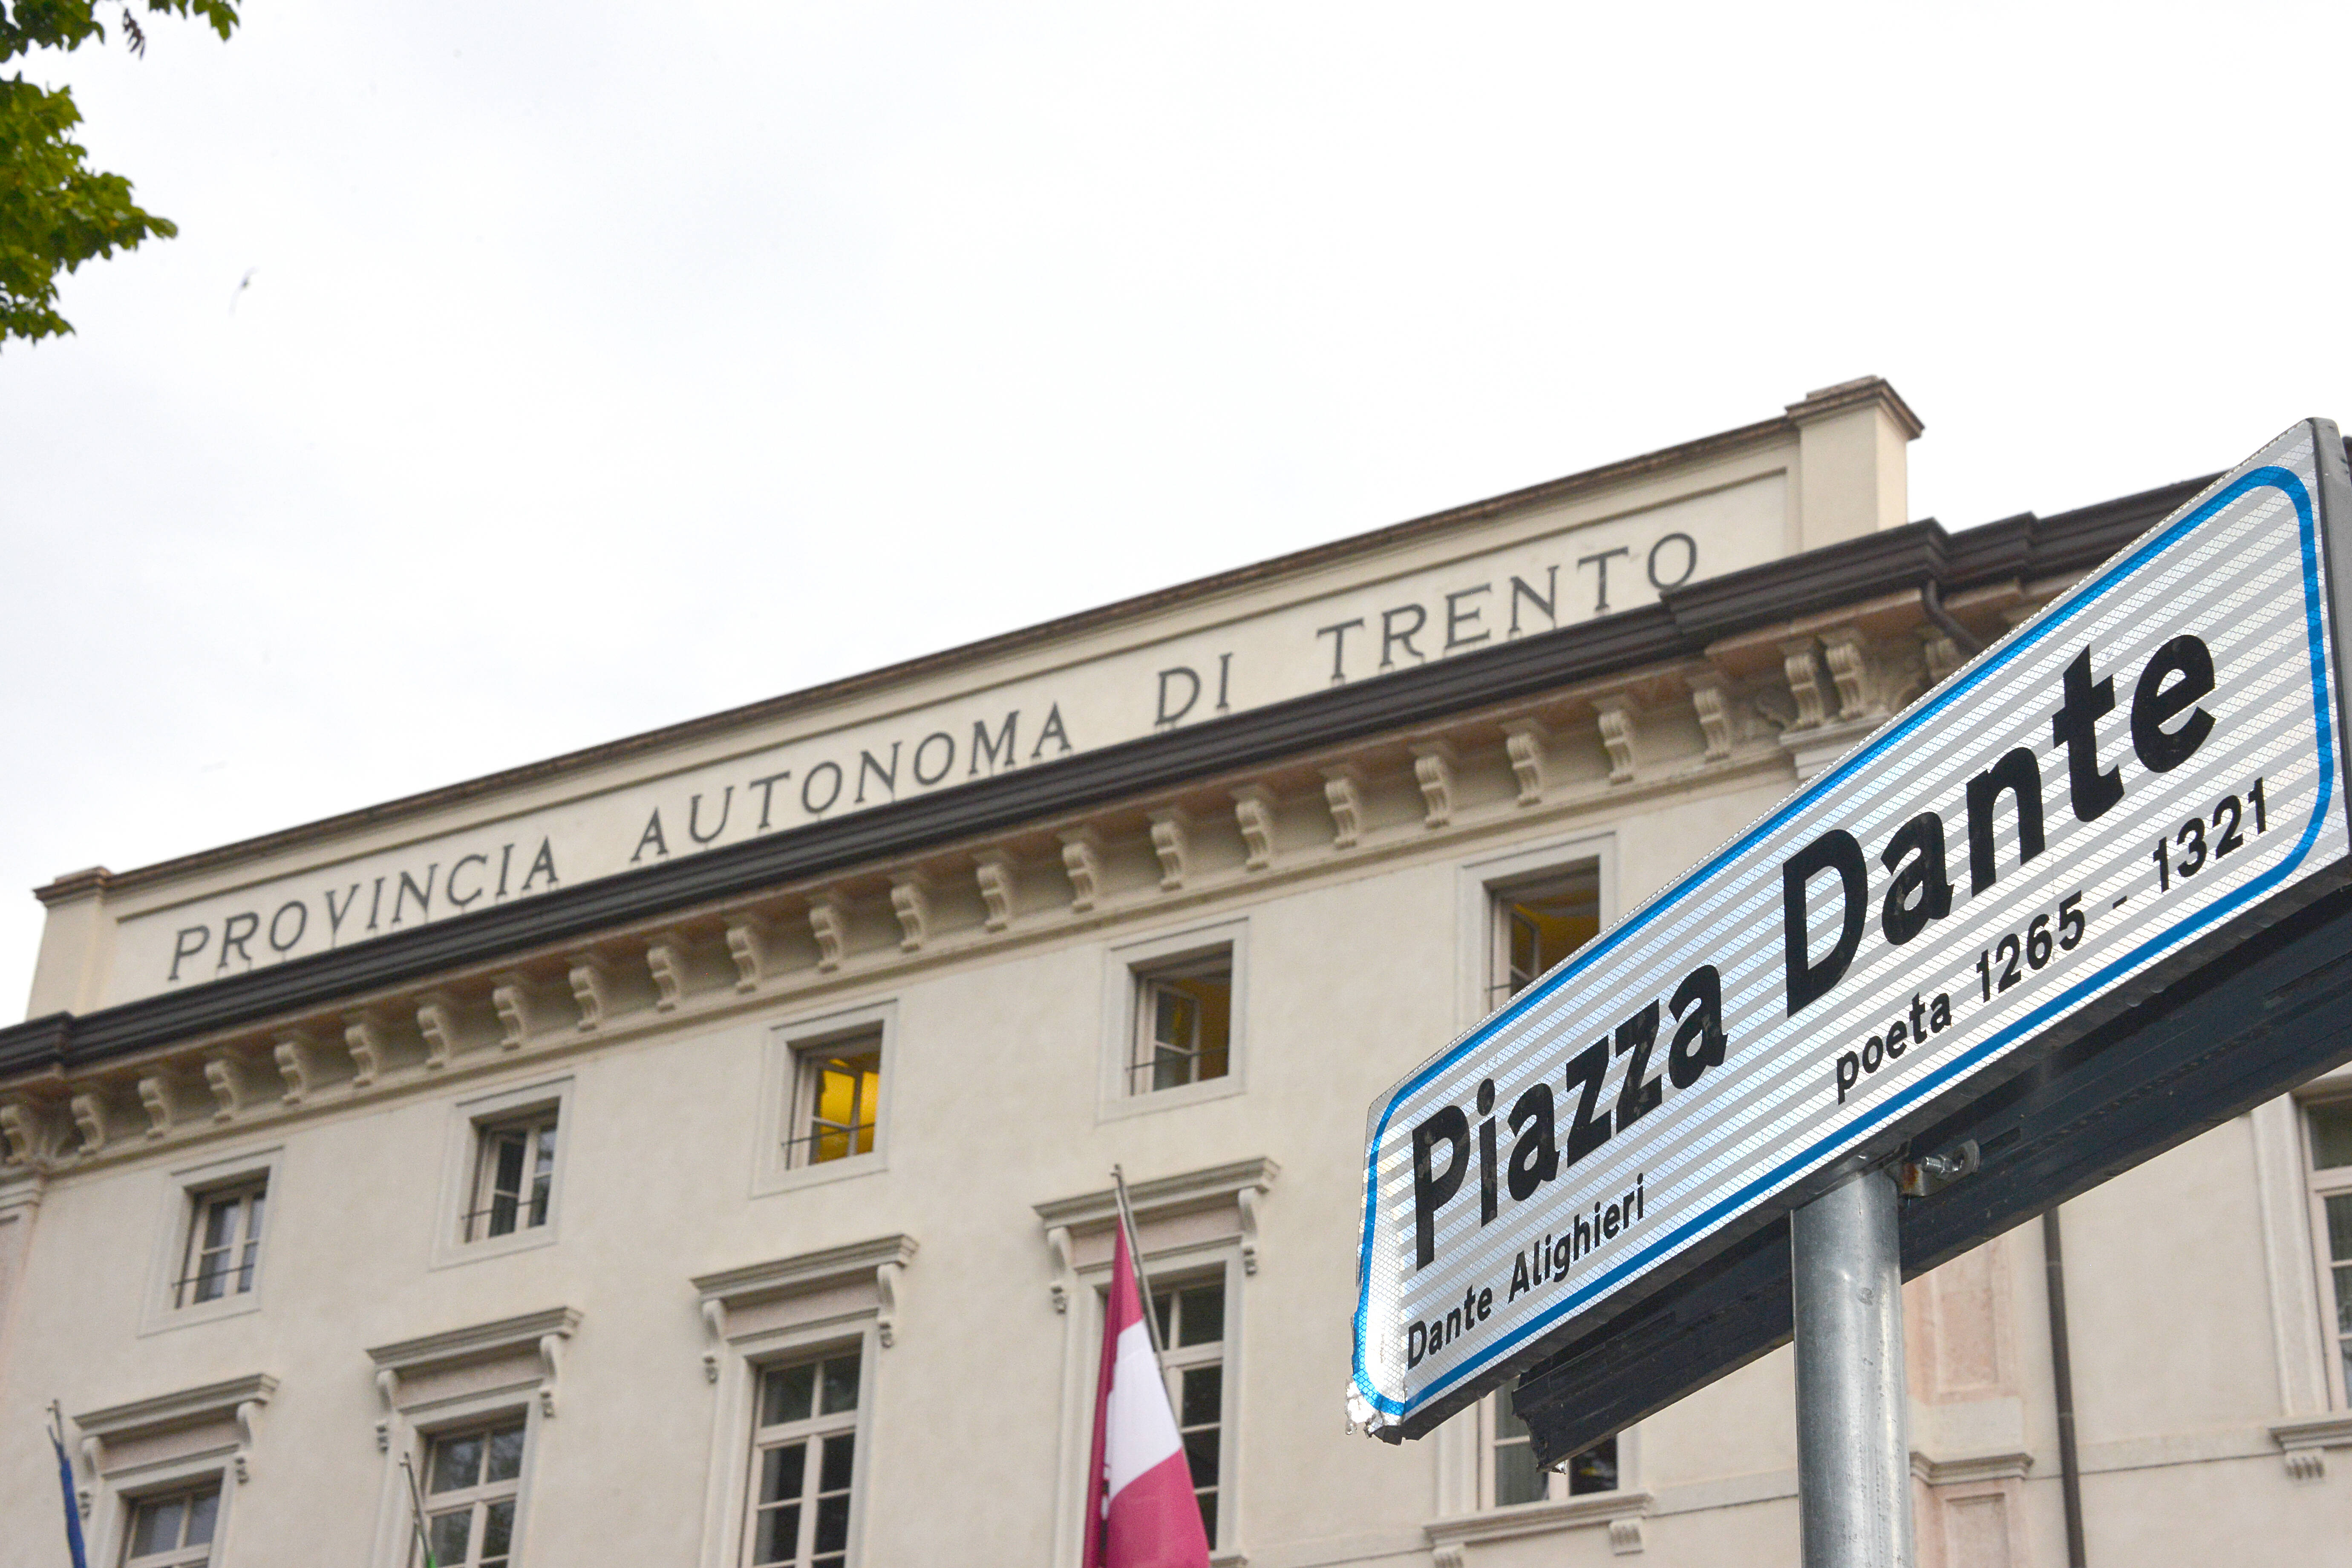 PROVINCIA AUTONOMA DI TRENTO
Piazza Dante
Dante Alighieri poeta 1265 - 1321